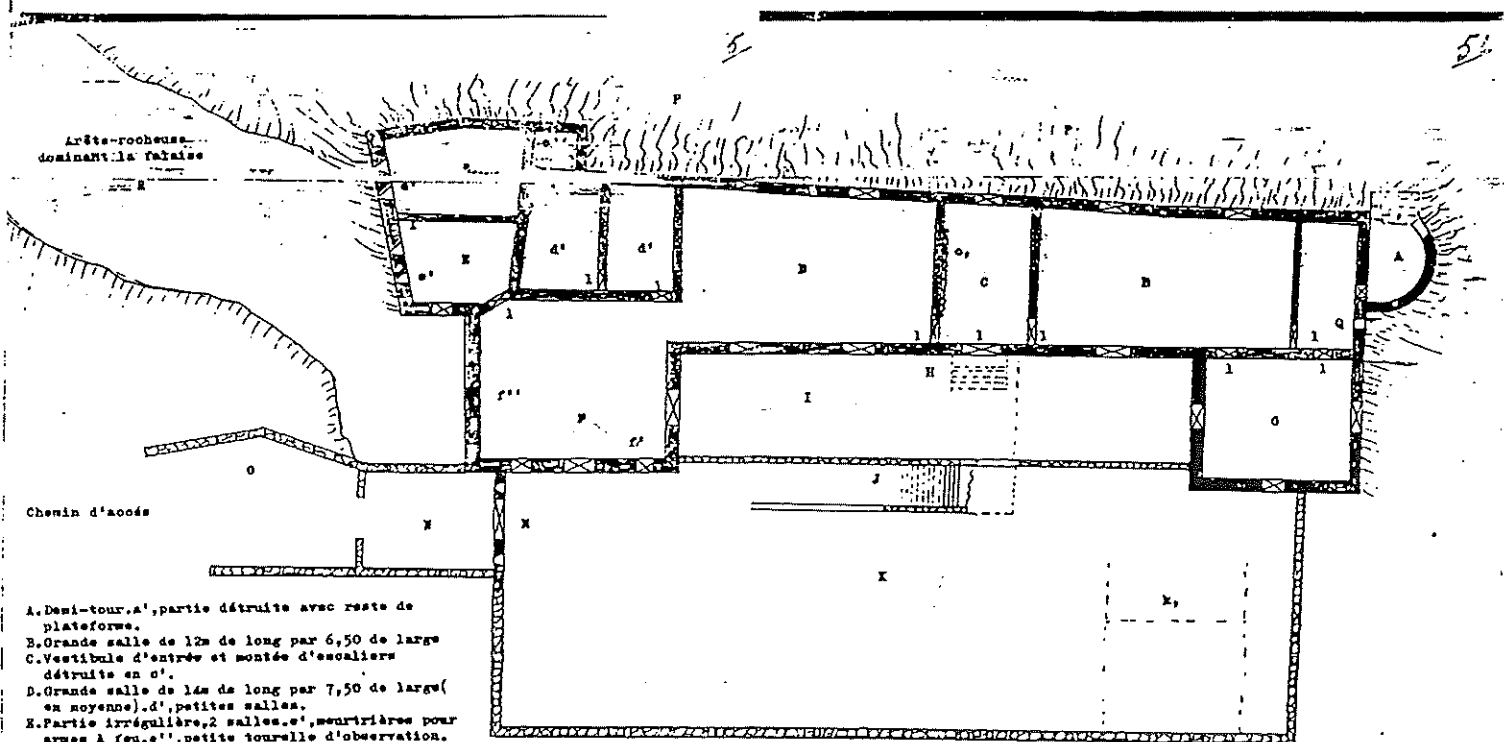 5
5
Arête-rocheuse
dominant la falaise
R
P
P
e'
E
e'
l
d'
d'
l
l
B
c,
C
B
A
Q
l
l
l
l
l
l
H
I
f''
F
f'
G
J
O
Chemin d'accés
N
M
K
k,
A.Demi-tour.a',partie détruite avec reste de
plateforme.
B.Grande salle de 12m de long par 6,50 de large
C.Vestibule d'entrée et montée d'escaliers
détruite en c'.
D.Grande salle de 14m de long par 7,50 de large(
en moyenne).d',petites salles.
E.Partie irrégulière,2 salles.e',meurtrières pour
armes à feu.e'',petite tourelle d'observation.